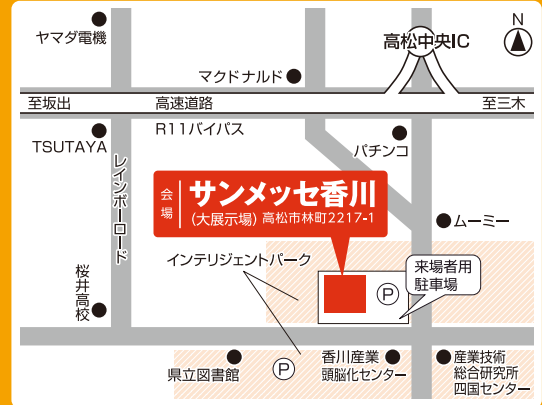 ヤマダ電機
高松中央IC
N
マクドナルド
至坂出
高速道路
至三木
R11バイパス
TSUTAYA
パチンコ
レインボーロード
会場
サンメッセ香川
(大展示場) 高松市林町2217-1
ムーミー
インテリジェントパーク
来場者用
駐車場
P
桜井高校
県立図書館
P
香川産業
頭脳化センター
産業技術
総合研究所
四国センター